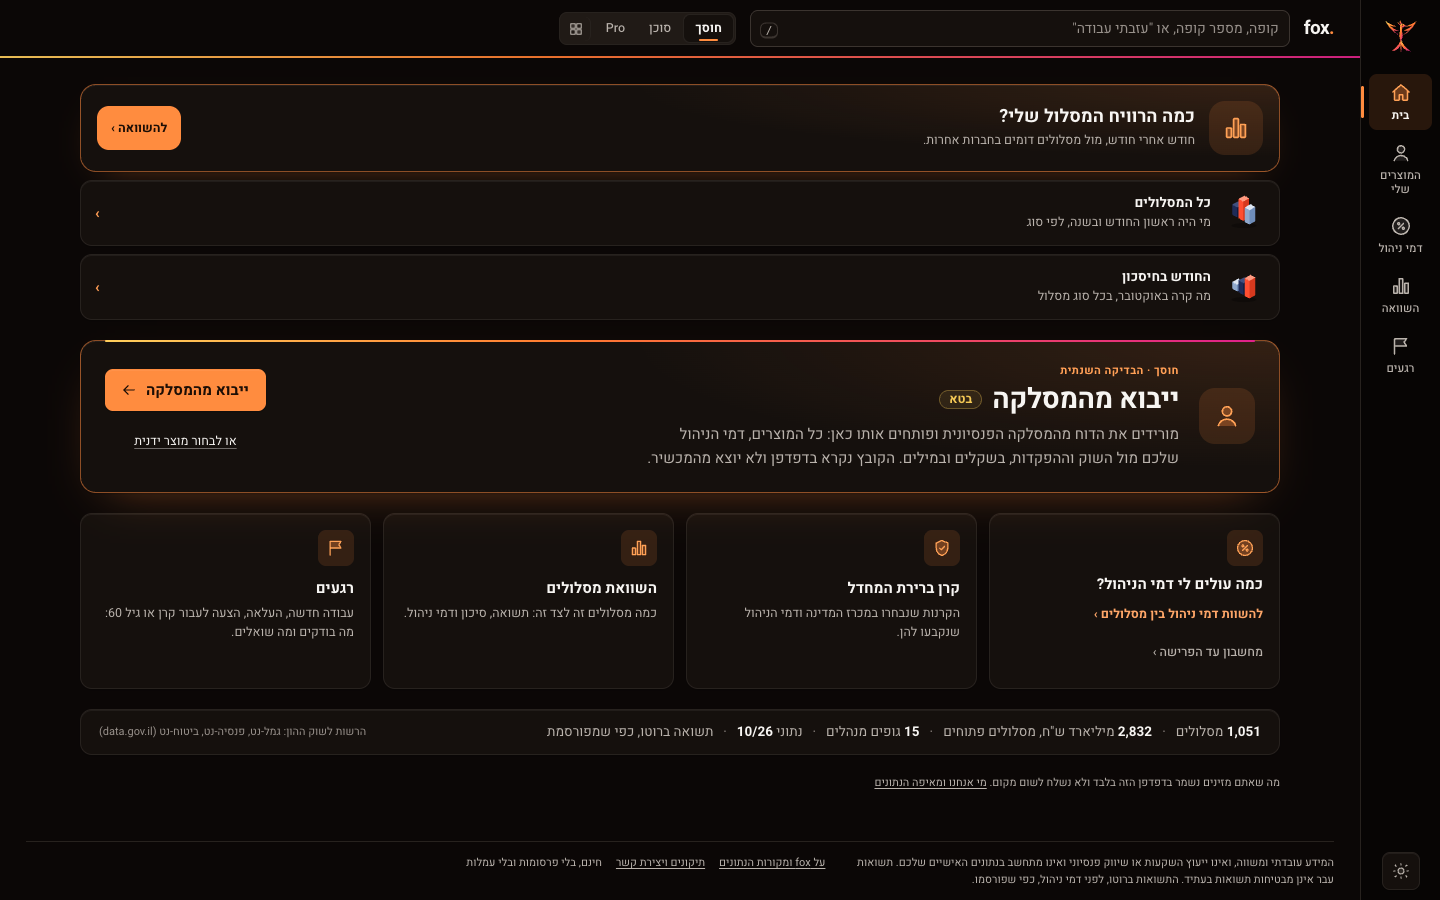 fox.
קופה, מספר קופה, או "עזבתי עבודה"
/
חוסך
סוכן
Pro
בית
המוצרים
שלי
דמי ניהול
השוואה
רגעים
כמה הרוויח המסלול שלי?
חודש אחרי חודש, מול מסלולים דומים בחברות אחרות.
להשוואה ›
כל המסלולים
מי היה ראשון החודש ובשנה, לפי סוג
›
החודש בחיסכון
מה קרה באוקטובר, בכל סוג מסלול
›
חוסך · הבדיקה השנתית
ייבוא מהמסלקה בטא
מורידים את הדוח מהמסלקה הפנסיונית ופותחים אותו כאן: כל המוצרים, דמי הניהול
שלכם מול השוק וההפקדות, בשקלים ובמילים. הקובץ נקרא בדפדפן ולא יוצא מהמכשיר.
ייבוא מהמסלקה ←
או לבחור מוצר ידנית
כמה עולים לי דמי הניהול?
להשוות דמי ניהול בין מסלולים ›
מחשבון עד הפרישה ›
קרן ברירת המחדל
הקרנות שנבחרו במכרז המדינה ודמי הניהול
שנקבעו להן.
השוואת מסלולים
כמה מסלולים זה לצד זה: תשואה, סיכון ודמי ניהול.
רגעים
עבודה חדשה, העלאה, הצעה לעבור קרן או גיל 60:
מה בודקים ומה שואלים.
1,051 מסלולים · 2,832 מיליארד ש"ח, מסלולים פתוחים · 15 גופים מנהלים · נתוני 10/26 · תשואה ברוטו, כפי שמפורסמת
הרשות לשוק ההון: גמל-נט, פנסיה-נט, ביטוח-נט (data.gov.il)
מה שאתם מזינים נשמר בדפדפן הזה בלבד ולא נשלח לשום מקום. מי אנחנו ומאיפה הנתונים
המידע עובדתי ומשווה, ואינו ייעוץ השקעות או שיווק פנסיוני ואינו מתחשב בנתונים האישיים שלכם. תשואות
עבר אינן מבטיחות תשואות בעתיד. התשואות ברוטו, לפני דמי ניהול, כפי שפורסמו.
על fox ומקורות הנתונים
תיקונים ויצירת קשר
חינם, בלי פרסומות ובלי עמלות